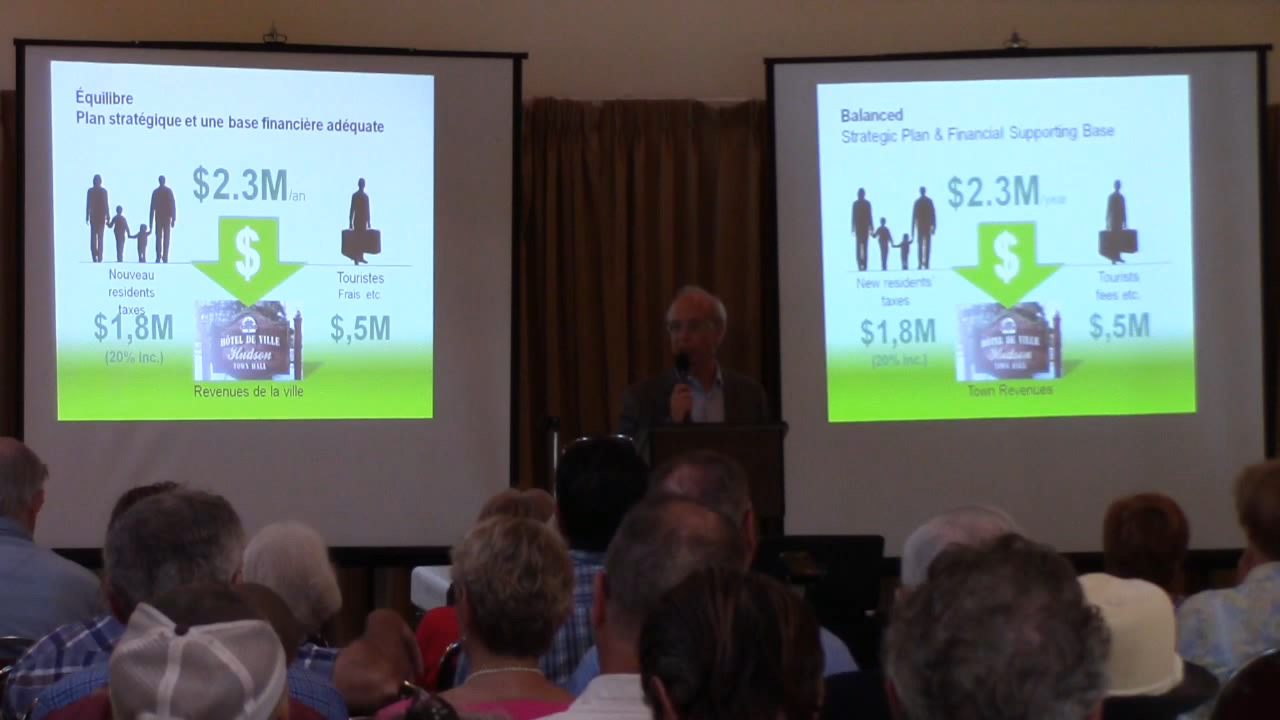 Équilibre
Plan stratégique et une base financière adéquate
$2.3M/an
$
Nouveau
residents
taxes
$1,8M
(20% inc.)
Touristes
Frais etc.
$,5M
HÔTEL DE VILLE
Hudson
TOWN HALL
Revenues de la ville
Balanced
Strategic Plan & Financial Supporting Base
$2.3M/year
$
New residents'
taxes
$1,8M
(20% inc.)
Tourists
fees etc.
$,5M
HÔTEL DE VILLE
Hudson
TOWN HALL
Town Revenues